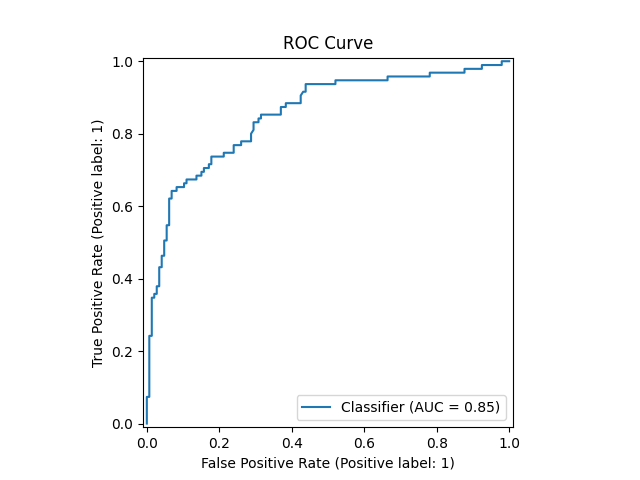 ROC Curve
1.0
0.8
0.6
0.4
0.2
0.0
True Positive Rate (Positive label: 1)
Classifier (AUC = 0.85)
0.0 0.2 0.4 0.6 0.8 1.0
False Positive Rate (Positive label: 1)